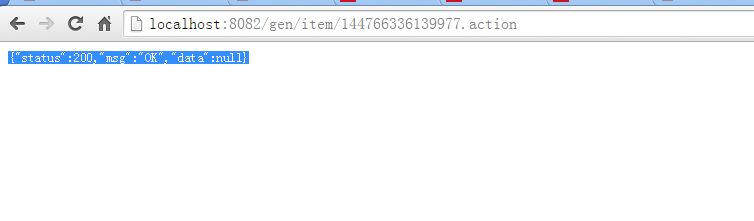 localhost:8082/gen/item/144766336139977.action
{"status":200,"msg":"OK","data":null}